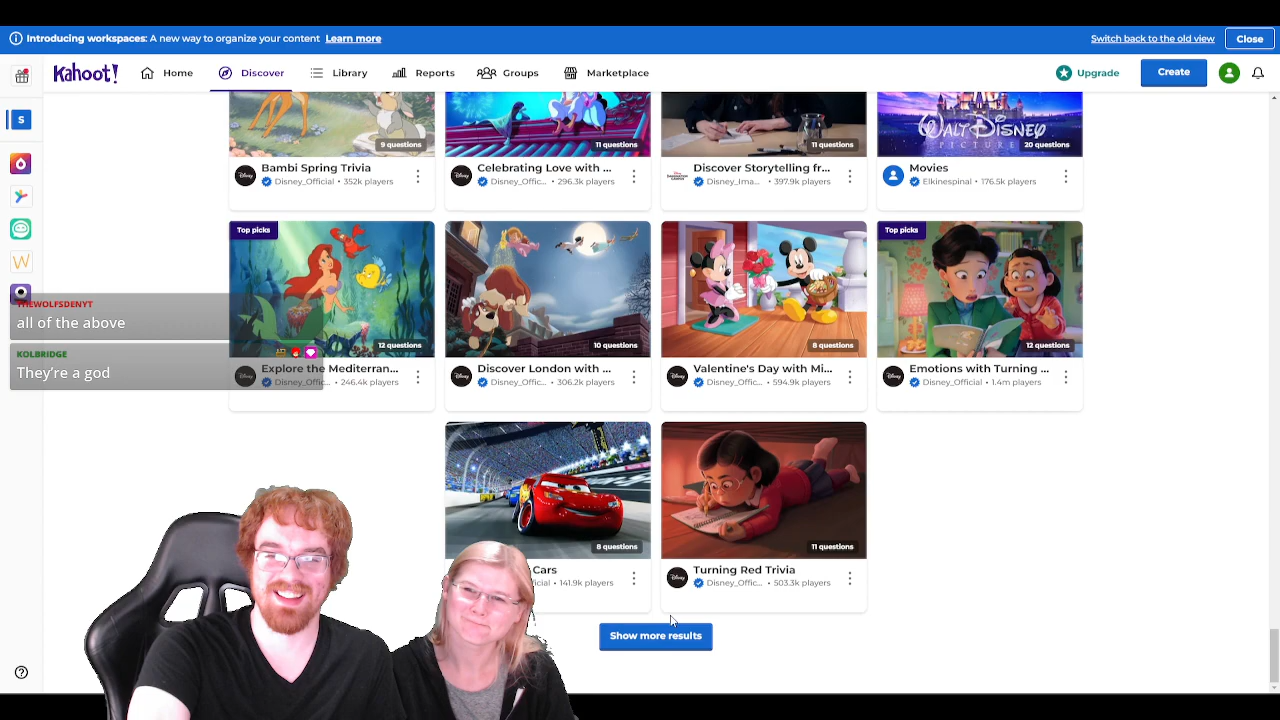 Introducing workspaces: A new way to organize your content Learn more
Switch back to the old view Close
Kahoot! Home Discover Library Reports Groups Marketplace Upgrade Create
S
9 questions
11 questions
11 questions
WALT DISNEY
PICTURE
20 questions
Bambi Spring Trivia
Disney_Official • 352k players
Celebrating Love with ...
Disney_Offic... • 296.3k players
Discover Storytelling fr...
Disney_Ima... • 397.9k players
Movies
Elkinespinal • 176.5k players
Top picks
12 questions
10 questions
8 questions
Top picks
12 questions
W
THEWOLFSDENYT
all of the above
KOLBRIDGE
They're a god
Explore the Mediterran...
Disney_Offic... • 246.4k players
Discover London with ...
Disney_Offic... • 306.2k players
Valentine's Day with Mi...
Disney_Offic... • 594.9k players
Emotions with Turning ...
Disney_Official • 1.4m players
8 questions
11 questions
Cars
• 141.9k players
Turning Red Trivia
Disney_Offic... • 503.3k players
Show more results